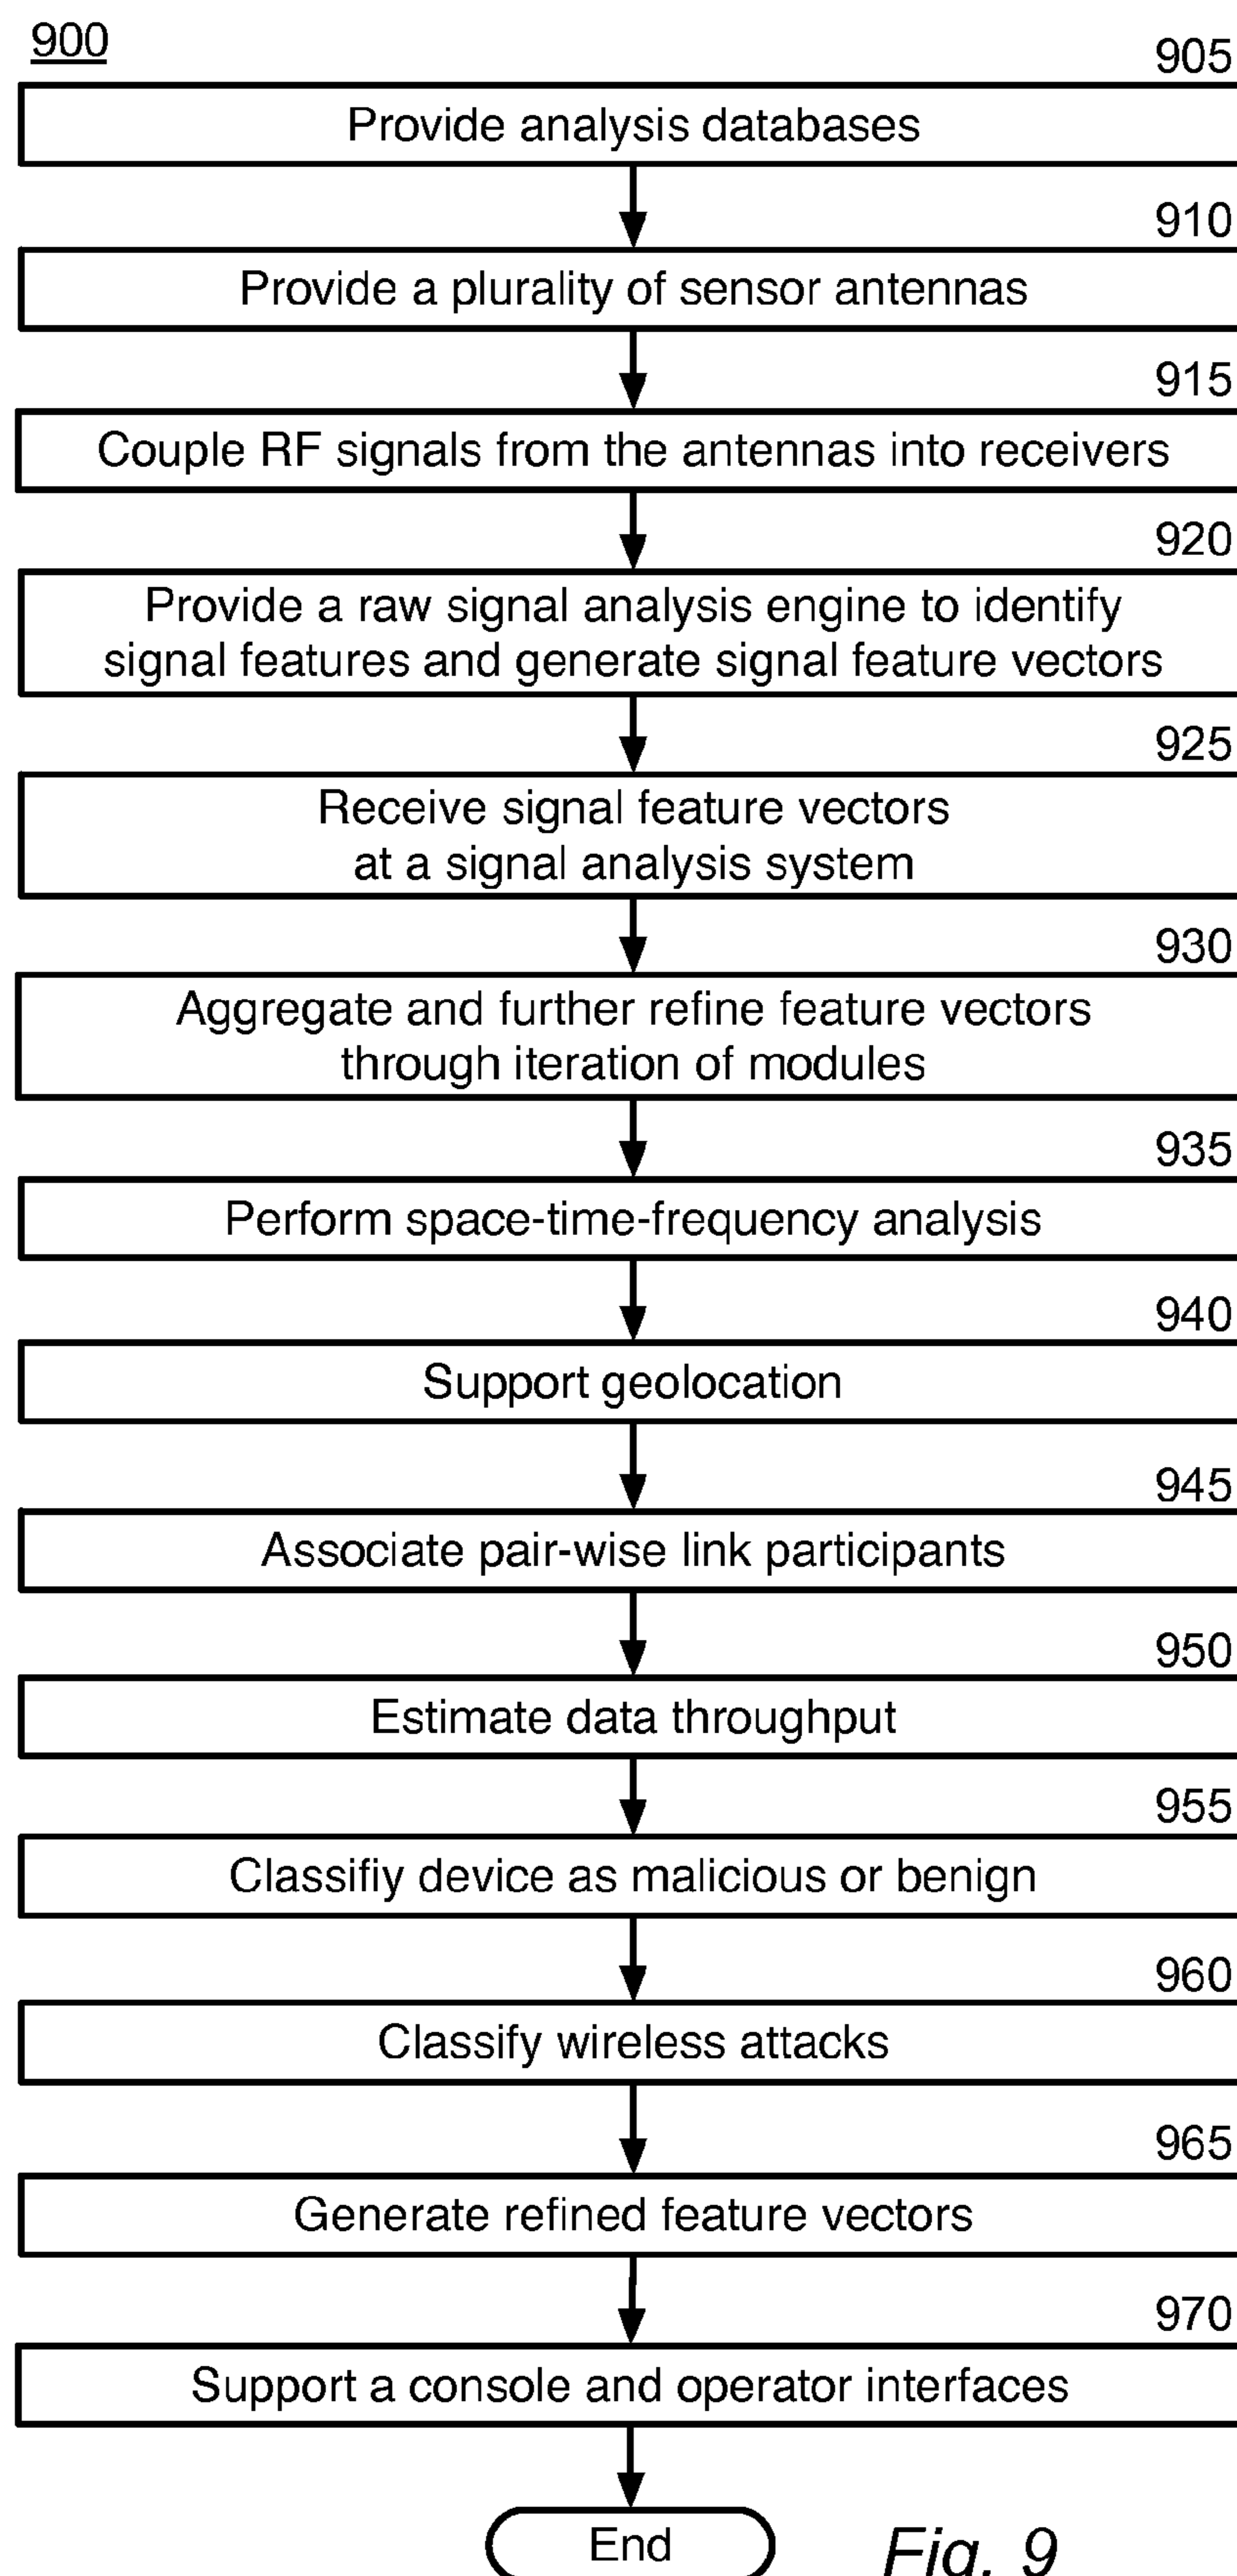 900
905
Provide analysis databases
910
Provide a plurality of sensor antennas
915
Couple RF signals from the antennas into receivers
920
Provide a raw signal analysis engine to identify
signal features and generate signal feature vectors
925
Receive signal feature vectors
at a signal analysis system
930
Aggregate and further refine feature vectors
through iteration of modules
935
Perform space-time-frequency analysis
940
Support geolocation
945
Associate pair-wise link participants
950
Estimate data throughput
955
Classifiy device as malicious or benign
960
Classify wireless attacks
965
Generate refined feature vectors
970
Support a console and operator interfaces
End
Fig. 9